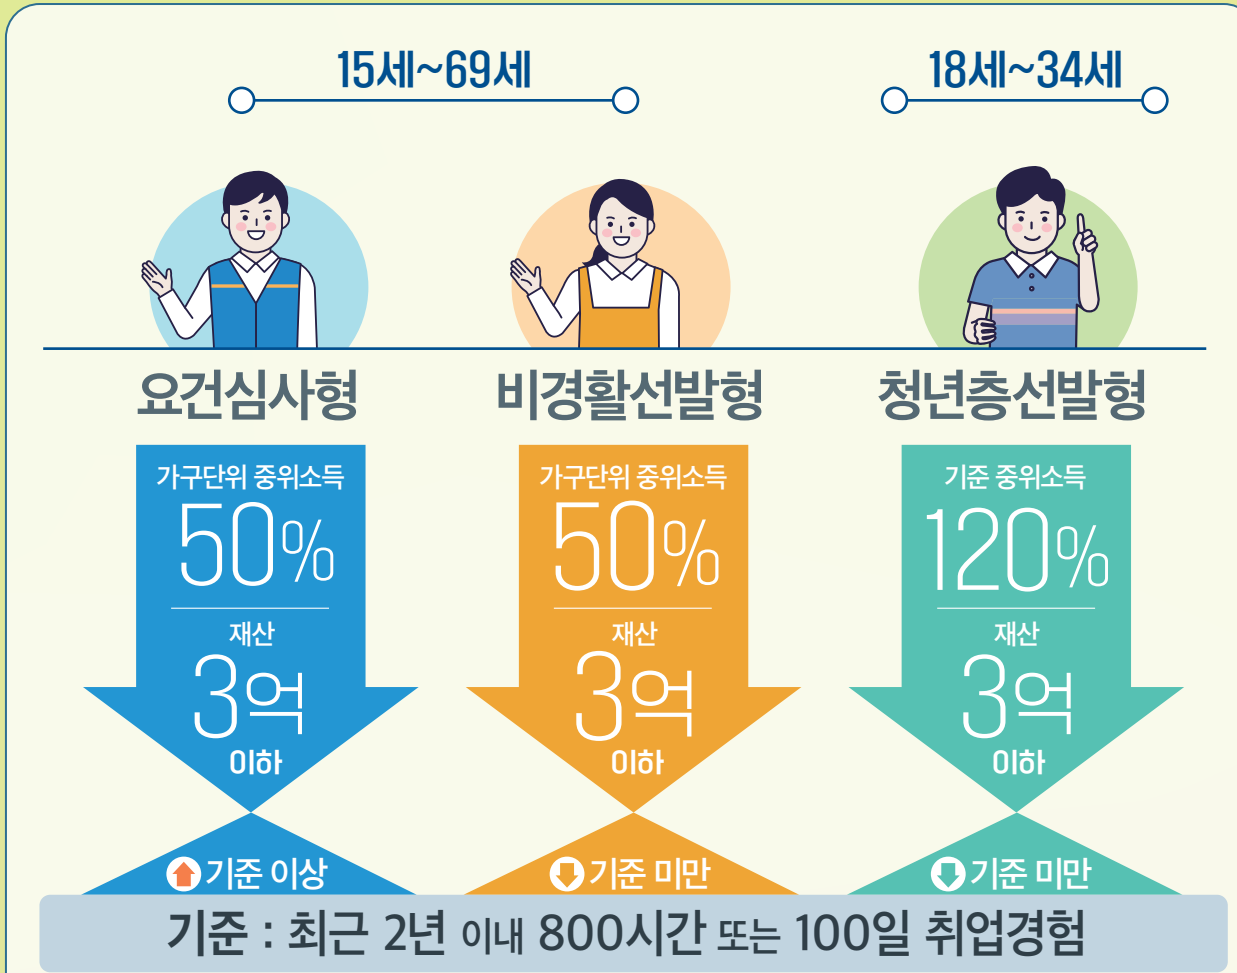 15세~69세
18세~34세
요건심사형
비경활선발형
청년층선발형
가구단위 중위소득
50%
재산
3억
이하
가구단위 중위소득
50%
재산
3억
이하
기준 중위소득
120%
재산
3억
이하
기준 이상
기준 미만
기준 미만
기준 : 최근 2년 이내 800시간 또는 100일 취업경험